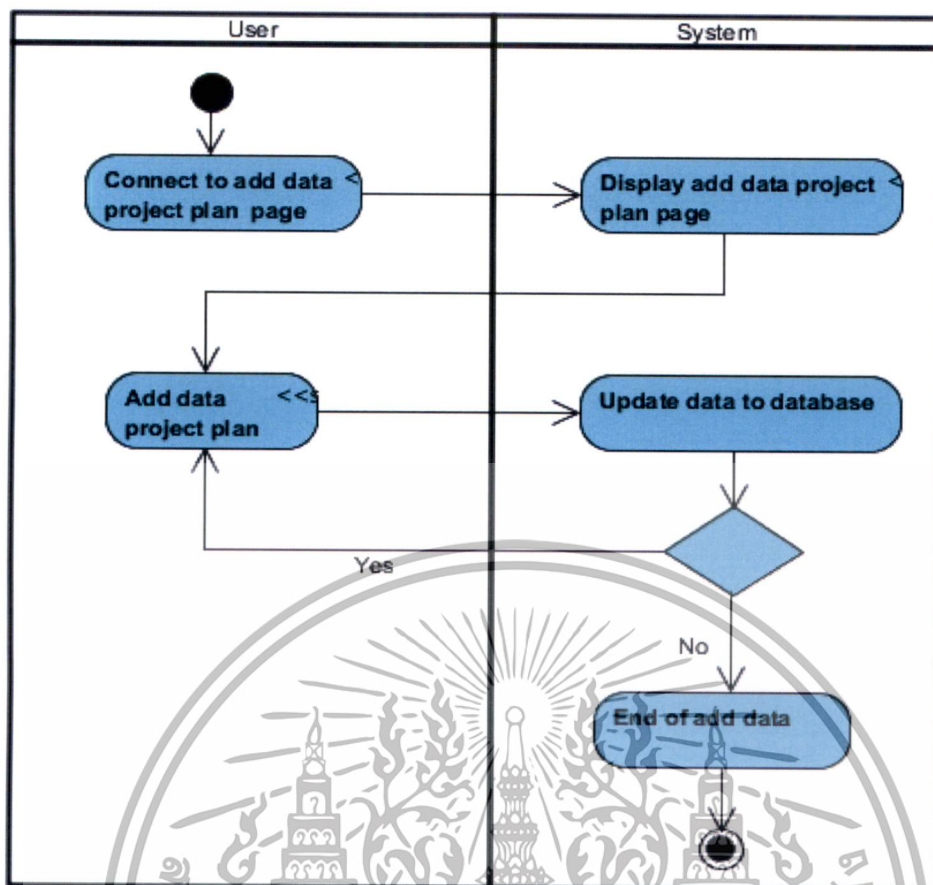 User
System
Connect to add data <
project plan page
Display add data project <
plan page
Add data <<s
project plan
Update data to database
Yes
No
End of add data